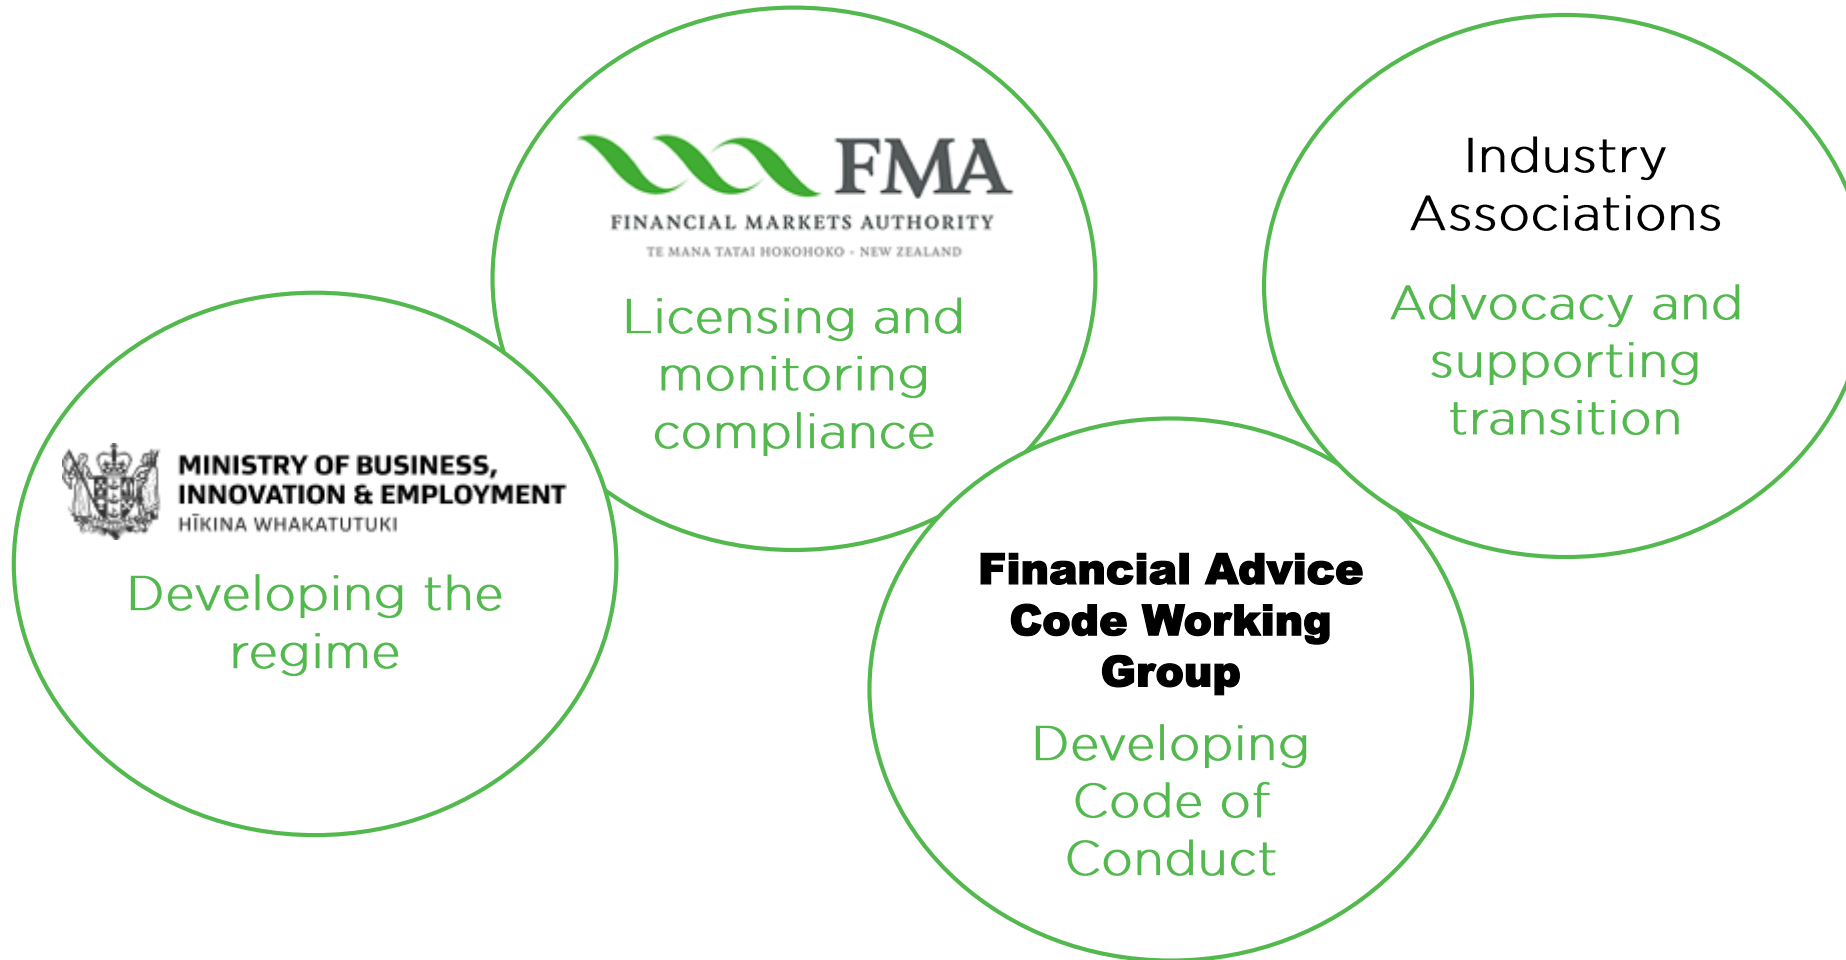 MINISTRY OF BUSINESS,
INNOVATION & EMPLOYMENT
HĪKINA WHAKATUTUKI
Developing the
regime
FMA
FINANCIAL MARKETS AUTHORITY
TE MANA TATAI HOKOHOKO - NEW ZEALAND
Licensing and
monitoring
compliance
Financial Advice
Code Working
Group
Developing
Code of
Conduct
Industry
Associations
Advocacy and
supporting
transition